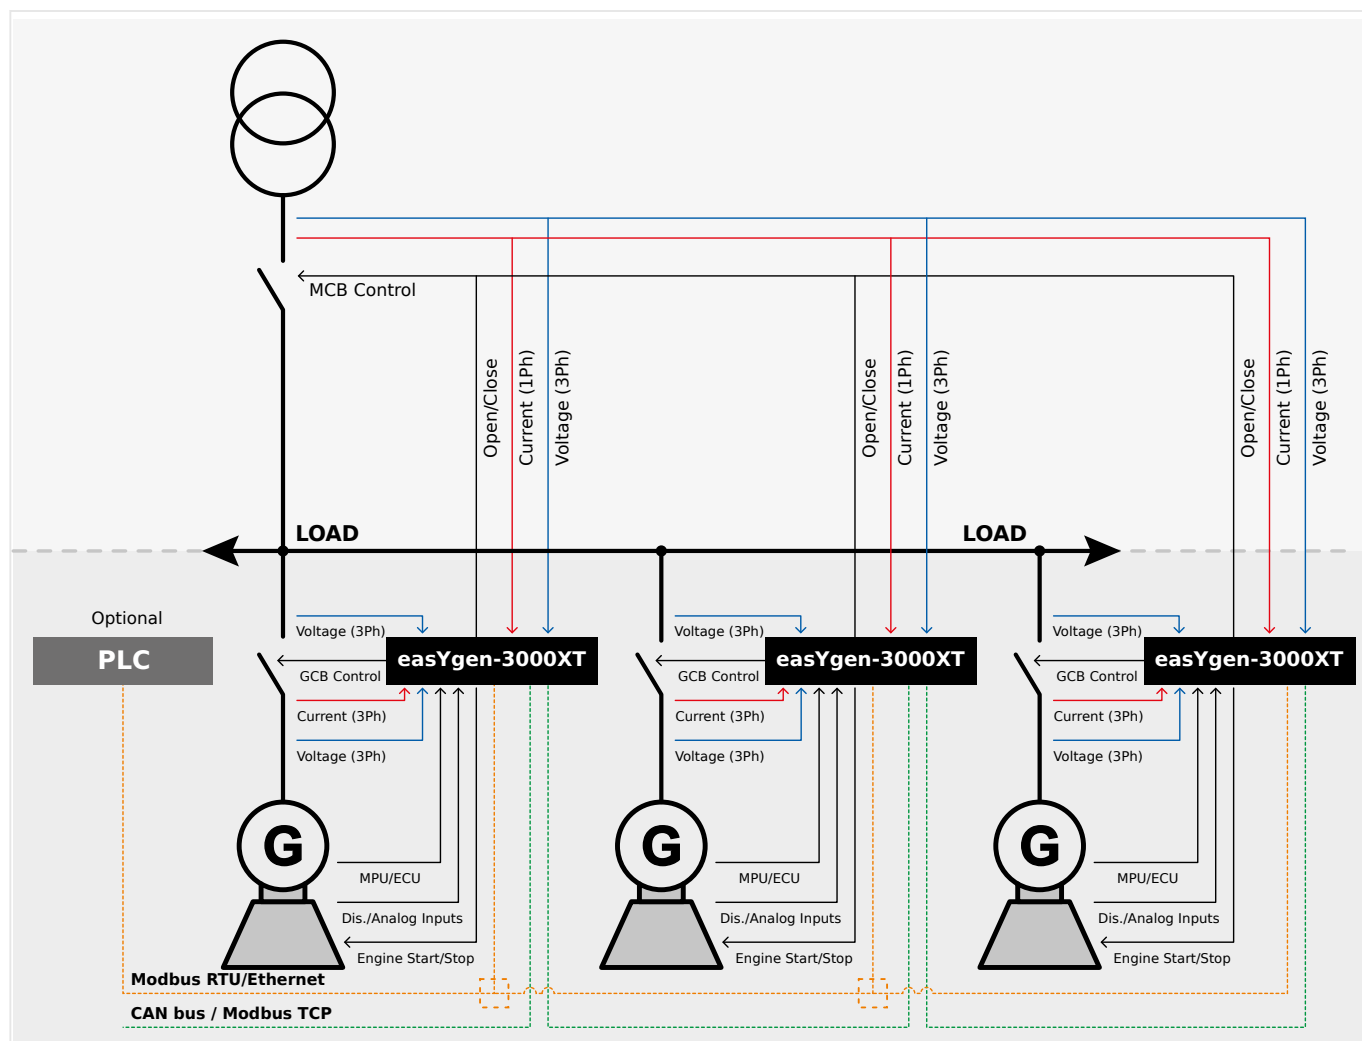 MCB Control
Open/Close
Current (1Ph)
Voltage (3Ph)
Open/Close
Current (1Ph)
Voltage (3Ph)
Open/Close
Current (1Ph)
Voltage (3Ph)
LOAD
LOAD
Optional
PLC
Voltage (3Ph)
easYgen-3000XT
GCB Control
Current (3Ph)
Voltage (3Ph)
G
MPU/ECU
Dis./Analog Inputs
Engine Start/Stop
Voltage (3Ph)
easYgen-3000XT
GCB Control
Current (3Ph)
Voltage (3Ph)
G
MPU/ECU
Dis./Analog Inputs
Engine Start/Stop
Voltage (3Ph)
easYgen-3000XT
GCB Control
Current (3Ph)
Voltage (3Ph)
G
MPU/ECU
Dis./Analog Inputs
Engine Start/Stop
Modbus RTU/Ethernet
CAN bus / Modbus TCP